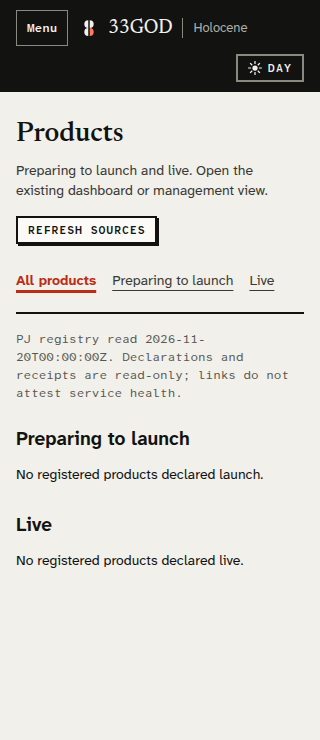 Menu 33GOD Holocene
DAY
Products
Preparing to launch and live. Open the
existing dashboard or management view.
REFRESH SOURCES
All products Preparing to launch Live
PJ registry read 2026-11-
20T00:00:00Z. Declarations and
receipts are read-only; links do not
attest service health.
Preparing to launch
No registered products declared launch.
Live
No registered products declared live.